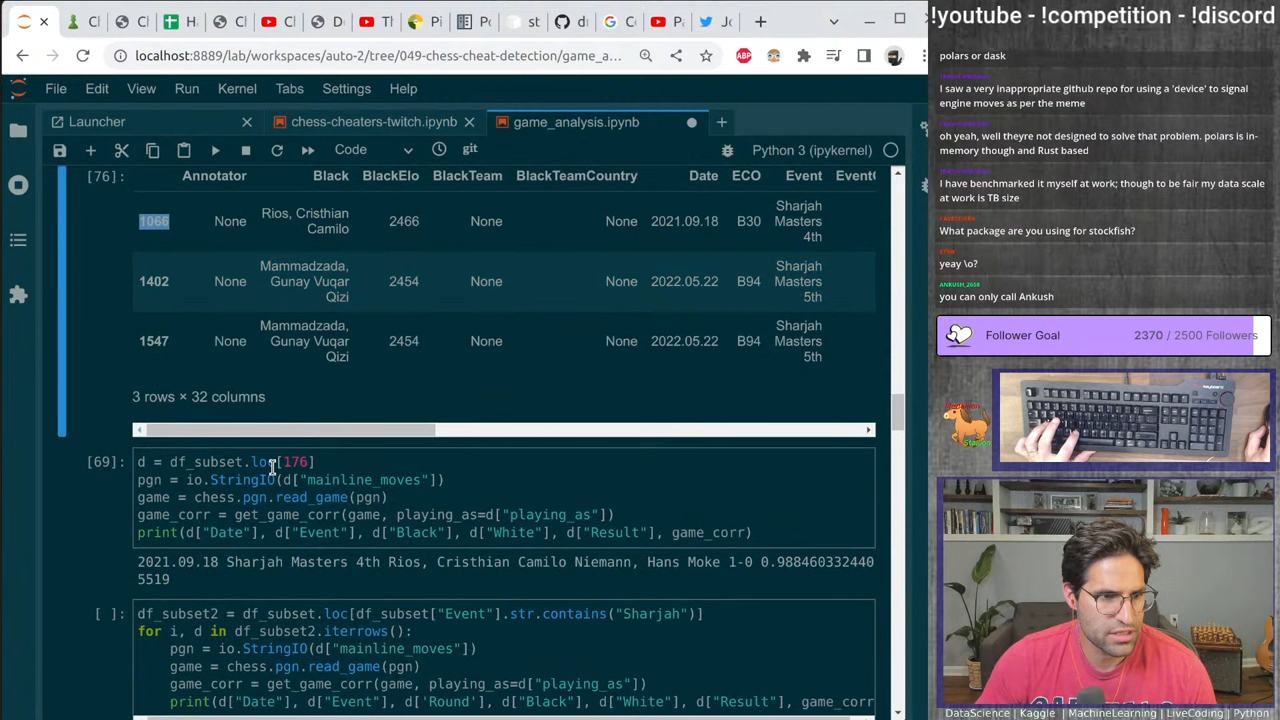 !youtube - !competition - !discord
localhost:8889/lab/workspaces/auto-2/tree/049-chess-cheat-detection/game_a...
File Edit View Run Kernel Tabs Settings Help
Launcher
chess-cheaters-twitch.ipynb
game_analysis.ipynb
Code
git
Python 3 (ipykernel)
[76]
Annotator Black BlackElo BlackTeam BlackTeamCountry Date ECO Event
1066 None Rios, Cristhian Camilo 2466 None None 2021.09.18 B30 Sharjah Masters 4th
1402 None Mammadzada, Gunay Vuqar Qizi 2454 None None 2022.05.22 B94 Sharjah Masters 5th
1547 None Mammadzada, Gunay Vuqar Qizi 2454 None None 2022.05.22 B94 Sharjah Masters 5th
3 rows × 32 columns
[69]:
d = df_subset.loc[176]
pgn = io.StringIO(d["mainline_moves"])
game = chess.pgn.read_game(pgn)
game_corr = get_game_corr(game, playing_as=d["playing_as"])
print(d["Date"], d["Event"], d["Black"], d["White"], d["Result"], game_corr)
2021.09.18 Sharjah Masters 4th Rios, Cristhian Camilo Niemann, Hans Moke 1-0 0.988460332440
5519
[ ]:
df_subset2 = df_subset.loc[df_subset["Event"].str.contains("Sharjah")]
for i, d in df_subset2.iterrows():
pgn = io.StringIO(d["mainline_moves"])
game = chess.pgn.read_game(pgn)
game_corr = get_game_corr(game, playing_as=d["playing_as"])
print(d["Date"], d["Event"], d['Round'], d["Black"], d["White"], d["Result"], game_corr
polars or dask
I saw a very inappropriate github repo for using a 'device' to signal
engine moves as per the meme
oh yeah, well theyre not designed to solve that problem. polars is in-
memory though and Rust based
I have benchmarked it myself at work; though to be fair my data scale
at work is TB size
What package are you using for stockfish?
yeay \o?
ANKUSH_2658
you can only call Ankush
Follower Goal
2370 / 2500 Followers
DataScience | Kaggle | MachineLearning | LiveCoding | Python